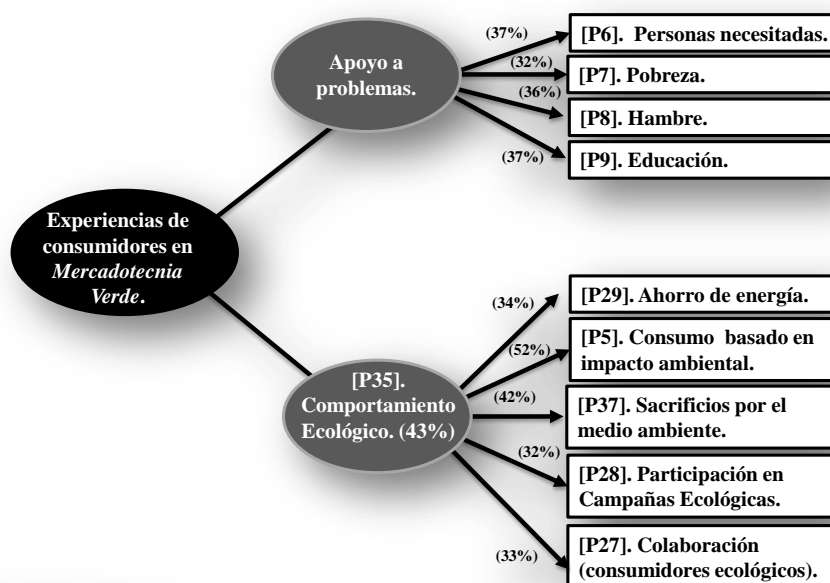 Experiencias de
consumidores en
Mercadotecnia
Verde.
Apoyo a
problemas.
(37%)
[P6].  Personas necesitadas.
(32%)
[P7]. Pobreza.
(36%)
[P8]. Hambre.
(37%)
[P9]. Educación.
[P35].
Comportamiento
Ecológico. (43%)
(34%)
[P29]. Ahorro de energía.
(52%)
[P5]. Consumo  basado en
impacto ambiental.
(42%)
[P37]. Sacrificios por el
medio ambiente.
(32%)
[P28]. Participación en
Campañas Ecológicas.
(33%)
[P27]. Colaboración
(consumidores ecológicos).